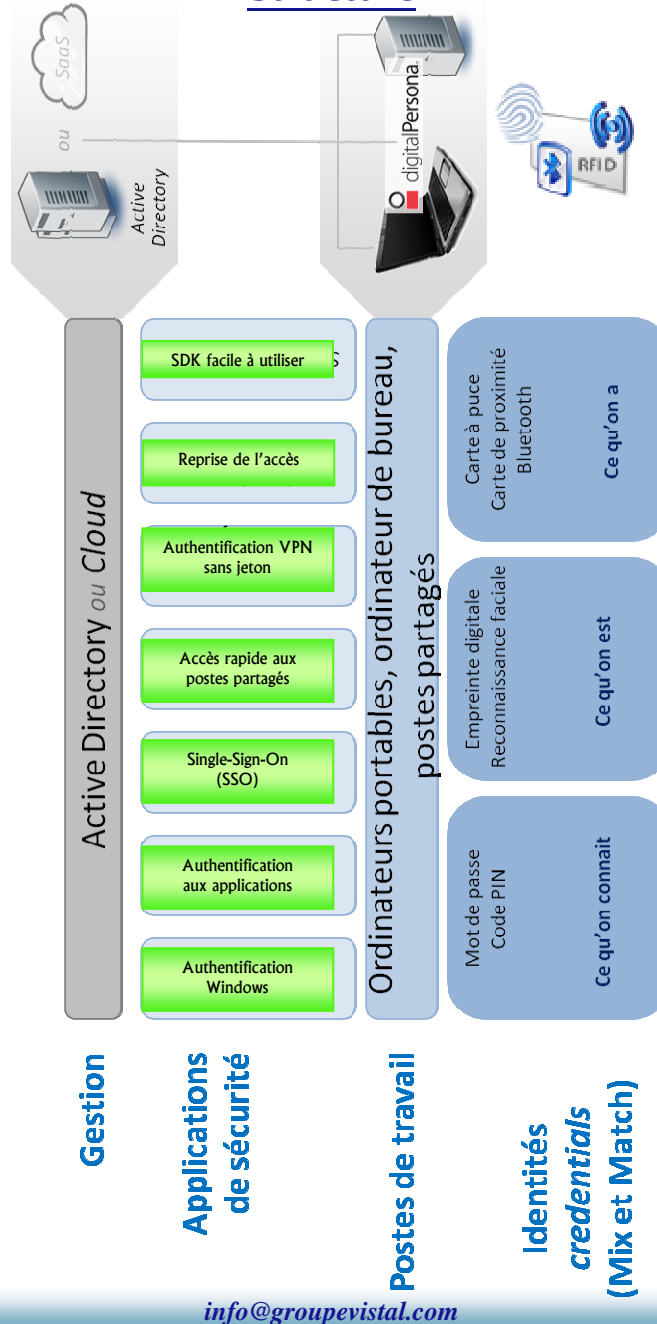 Gestion
Active Directory ou Cloud
Active
Directory
ou
SaaS
Applications
de sécurité
Authentification
Windows
Authentification
aux applications
Single-Sign-On
(SSO)
Accès rapide aux
postes partagés
Authentification VPN
sans jeton
Reprise de l'accès
SDK facile à utiliser
Postes de travail
Ordinateurs portables, ordinateur de bureau,
postes partagés
digitalPersona.
Identités
credentials
(Mix et Match)
Mot de passe
Code PIN
Ce qu'on connait
Empreinte digitale
Reconnaissance faciale
Ce qu'on est
Carte à puce
Carte de proximité
Bluetooth
Ce qu'on a
RFID
info@groupevistal.com